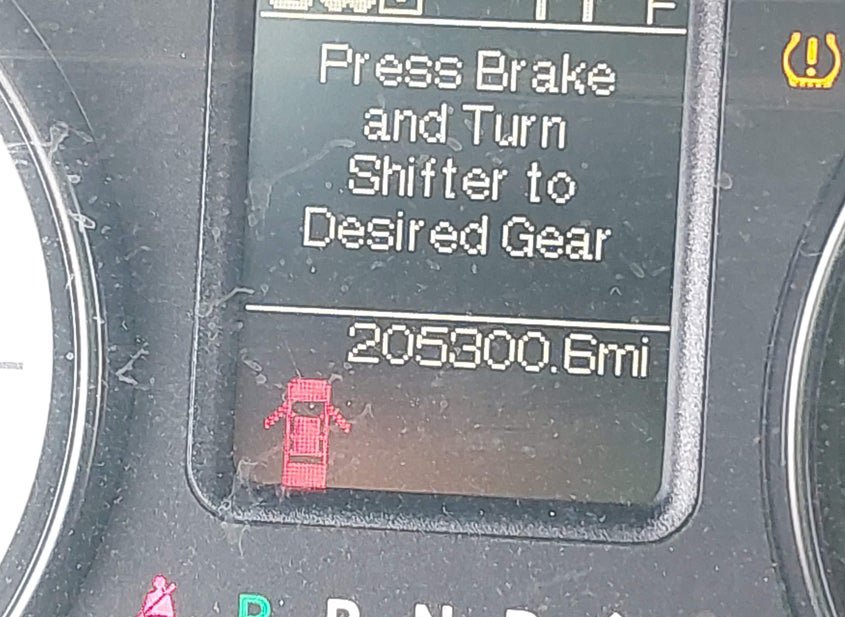 Press Brake
and Turn
Shifter to
Desired Gear
205300.6mi
P R N D